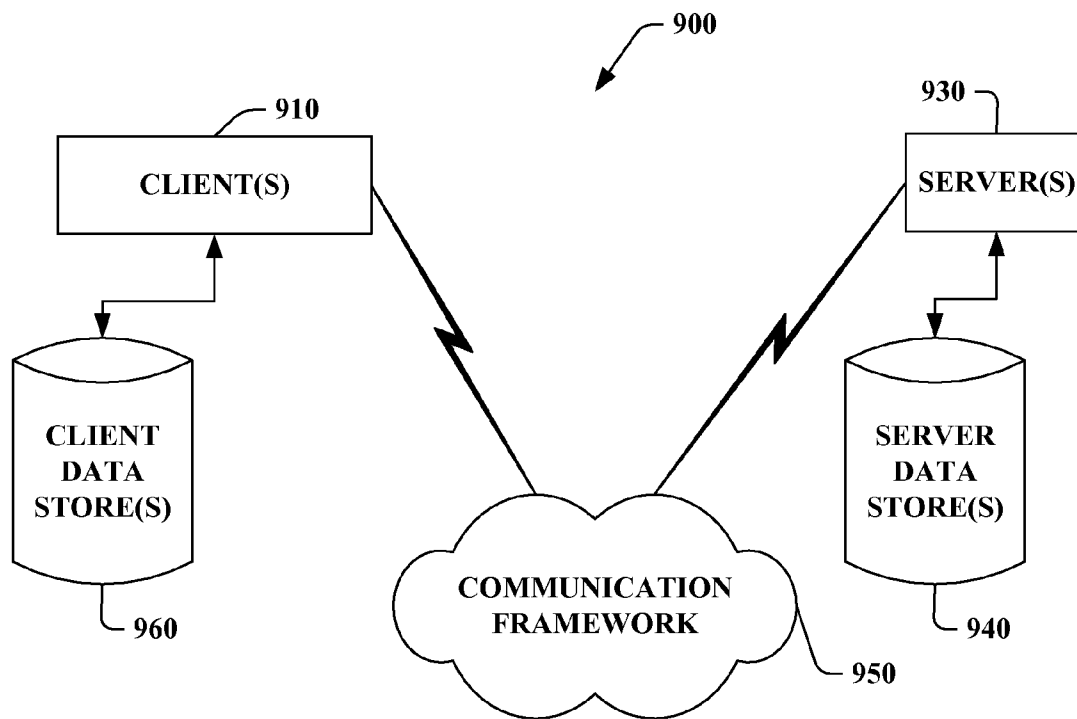 900
910
930
CLIENT(S)
SERVER(S)
CLIENT
DATA
STORE(S)
SERVER
DATA
STORE(S)
COMMUNICATION
FRAMEWORK
960
940
950